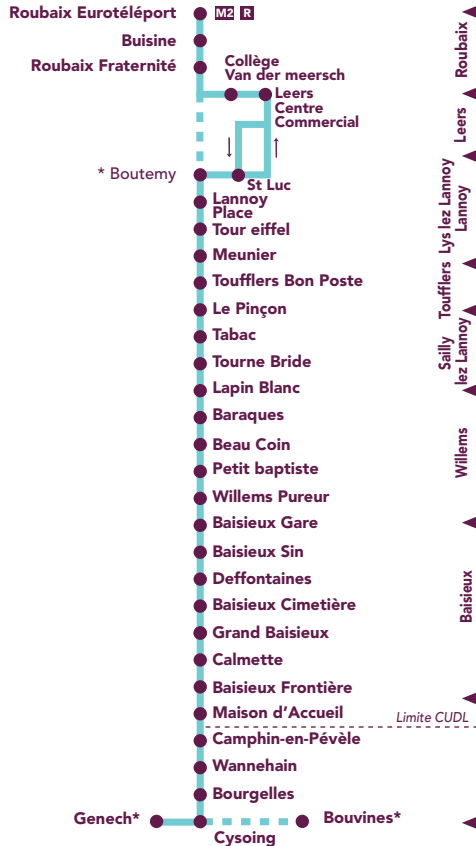 Roubaix Eurotéléport M2 R
Buisine
Roubaix Fraternité
Collège
Van der meersch
Leers
Centre
Commercial
* Boutemy
St Luc
Lannoy
Place
Tour eiffel
Meunier
Toufflers Bon Poste
Le Pinçon
Tabac
Tourne Bride
Lapin Blanc
Baraques
Beau Coin
Petit baptiste
Willems Pureur
Baisieux Gare
Baisieux Sin
Deffontaines
Baisieux Cimetière
Grand Baisieux
Calmette
Baisieux Frontière
Maison d'Accueil
Limite CUDL
Camphin-en-Pévèle
Wannehain
Bourgelles
Genech*
Bouvines*
Cysoing
Roubaix
Leers
Lys lez Lannoy
Lannoy
Toufflers
Sailly
lez Lannoy
Willems
Baisieux